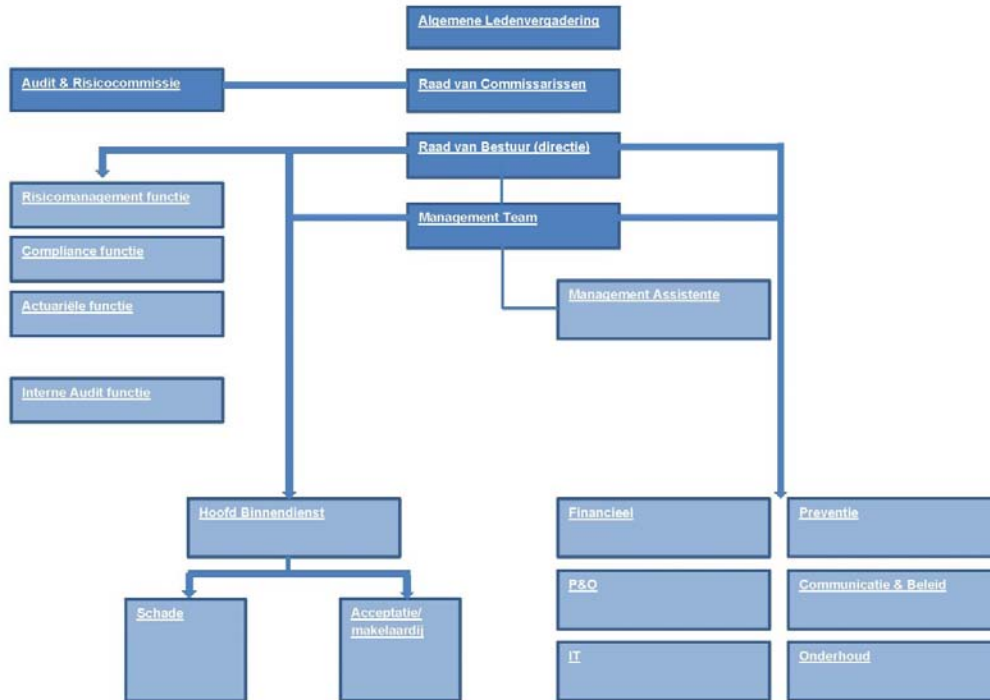 Algemene Ledenvergadering
Audit & Risicocommissie
Raad van Commissarissen
Raad van Bestuur (directie)
Risicomanagement functie
Management Team
Compliance functie
Management Assistente
Actuariële functie
Interne Audit functie
Hoofd Binnendienst
Financieel
Preventie
P&O
Communicatie & Beleid
Schade
Acceptatie/
makelaardij
IT
Onderhoud